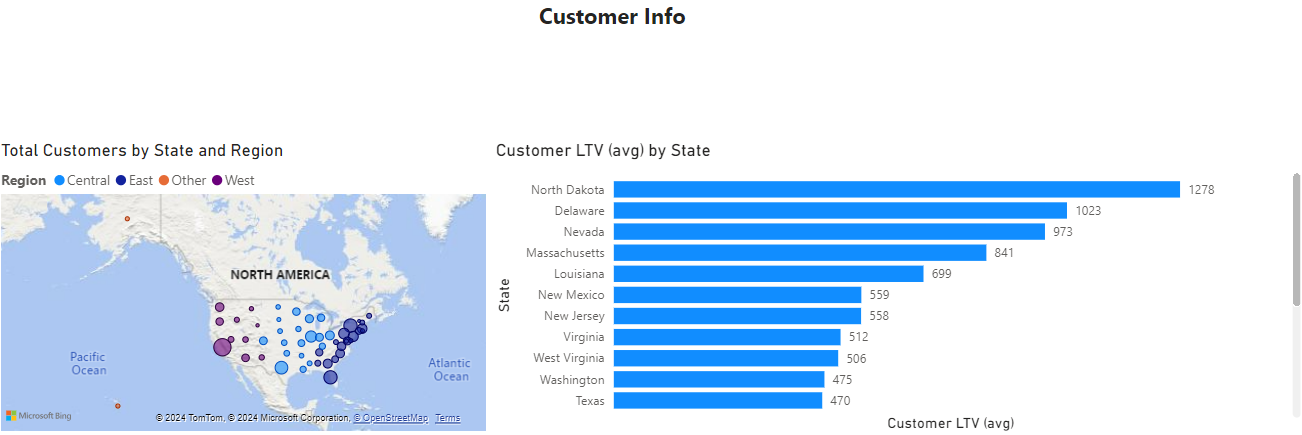 Customer Info
Total Customers by State and Region
Region Central East Other West
NORTH AMERICA
Pacific
Ocean
Atlantic
Ocean
Microsoft Bing
© 2024 TomTom, © 2024 Microsoft Corporation, © OpenStreetMap Terms
Customer LTV (avg) by State
State
North Dakota 1278
Delaware 1023
Nevada 973
Massachusetts 841
Louisiana 699
New Mexico 559
New Jersey 558
Virginia 512
West Virginia 506
Washington 475
Texas 470
Customer LTV (avg)